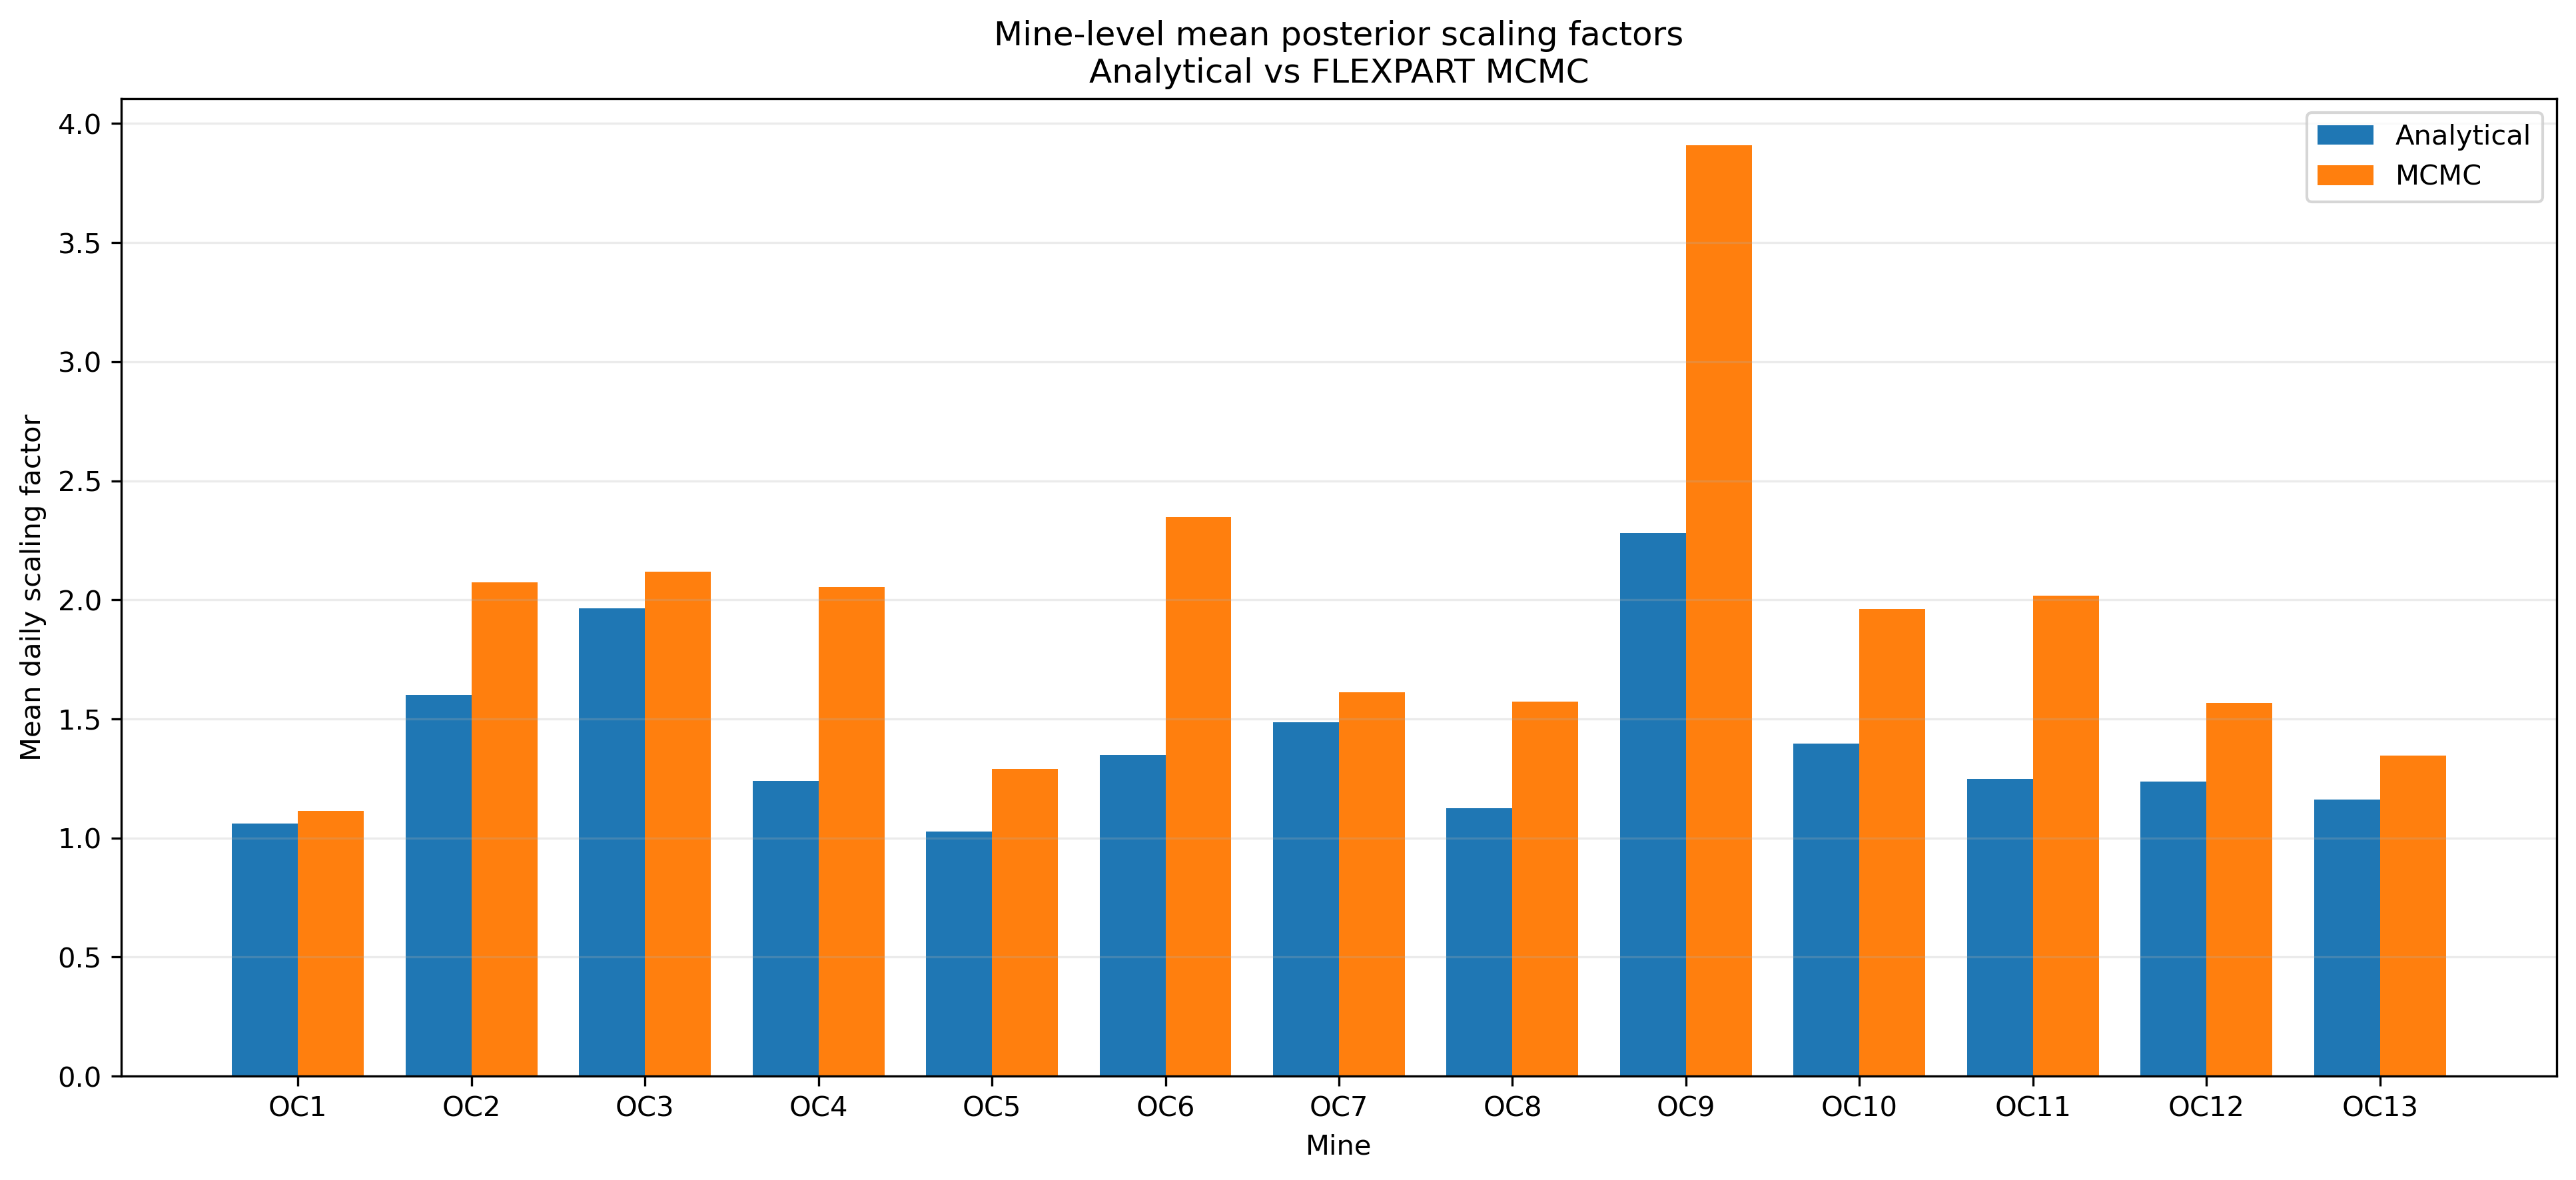 Mine-level mean posterior scaling factors
Analytical vs FLEXPART MCMC
Analytical
MCMC
Mean daily scaling factor
4.0
3.5
3.0
2.5
2.0
1.5
1.0
0.5
0.0
OC1 OC2 OC3 OC4 OC5 OC6 OC7 OC8 OC9 OC10 OC11 OC12 OC13
Mine